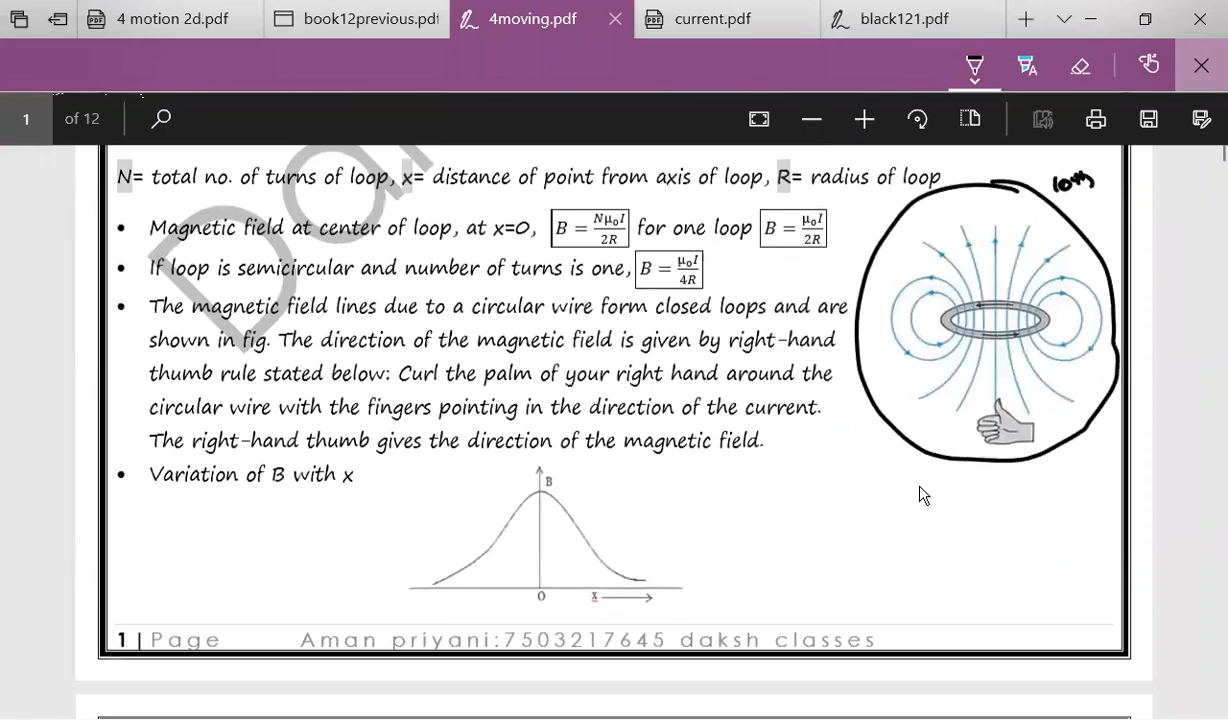 4 motion 2d.pdf
book12previous.pdf
4moving.pdf
current.pdf
black121.pdf
1 of 12
N= total no. of turns of loop, x= distance of point from axis of loop, R= radius of loop
10th
• Magnetic field at center of loop, at x=0, B = Nμ₀I/2R for one loop B = μ₀I/2R
• If loop is semicircular and number of turns is one, B = μ₀I/4R
• The magnetic field lines due to a circular wire form closed loops and are
shown in fig. The direction of the magnetic field is given by right-hand
thumb rule stated below: Curl the palm of your right hand around the
circular wire with the fingers pointing in the direction of the current.
The right-hand thumb gives the direction of the magnetic field.
• Variation of B with x
B
O
x
1 | Page Aman priyani:7503217645 daksh classes